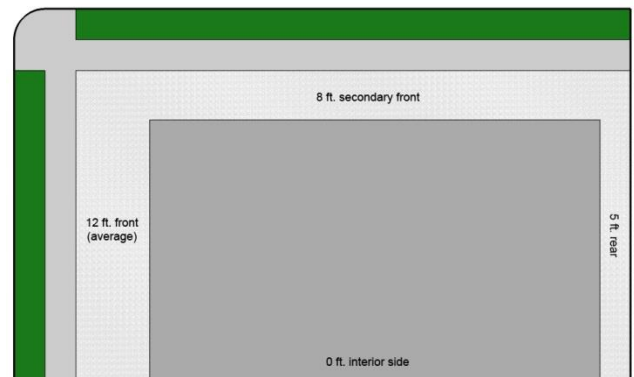 8 ft. secondary front
12 ft. front
(average)
5 ft. rear
0 ft. interior side